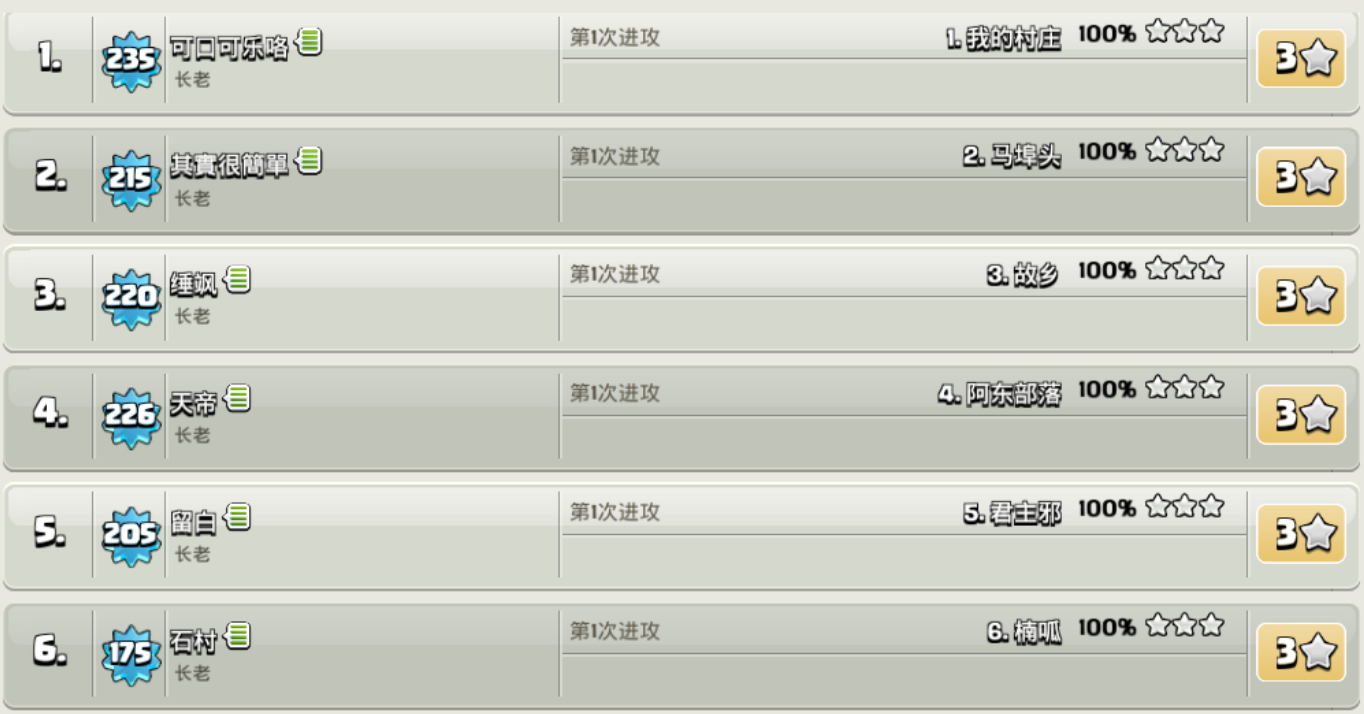 1. 235 可口可乐咯 第1次进攻 1. 我的村庄 100% 3
长老
2. 215 其實很簡單 第1次进攻 2. 马埠头 100% 3
长老
3. 220 缍飒 第1次进攻 3. 故乡 100% 3
长老
4. 226 天帝 第1次进攻 4. 阿东部落 100% 3
长老
5. 205 留白 第1次进攻 5. 君主邪 100% 3
长老
6. 175 石村 第1次进攻 6. 楠呱 100% 3
长老